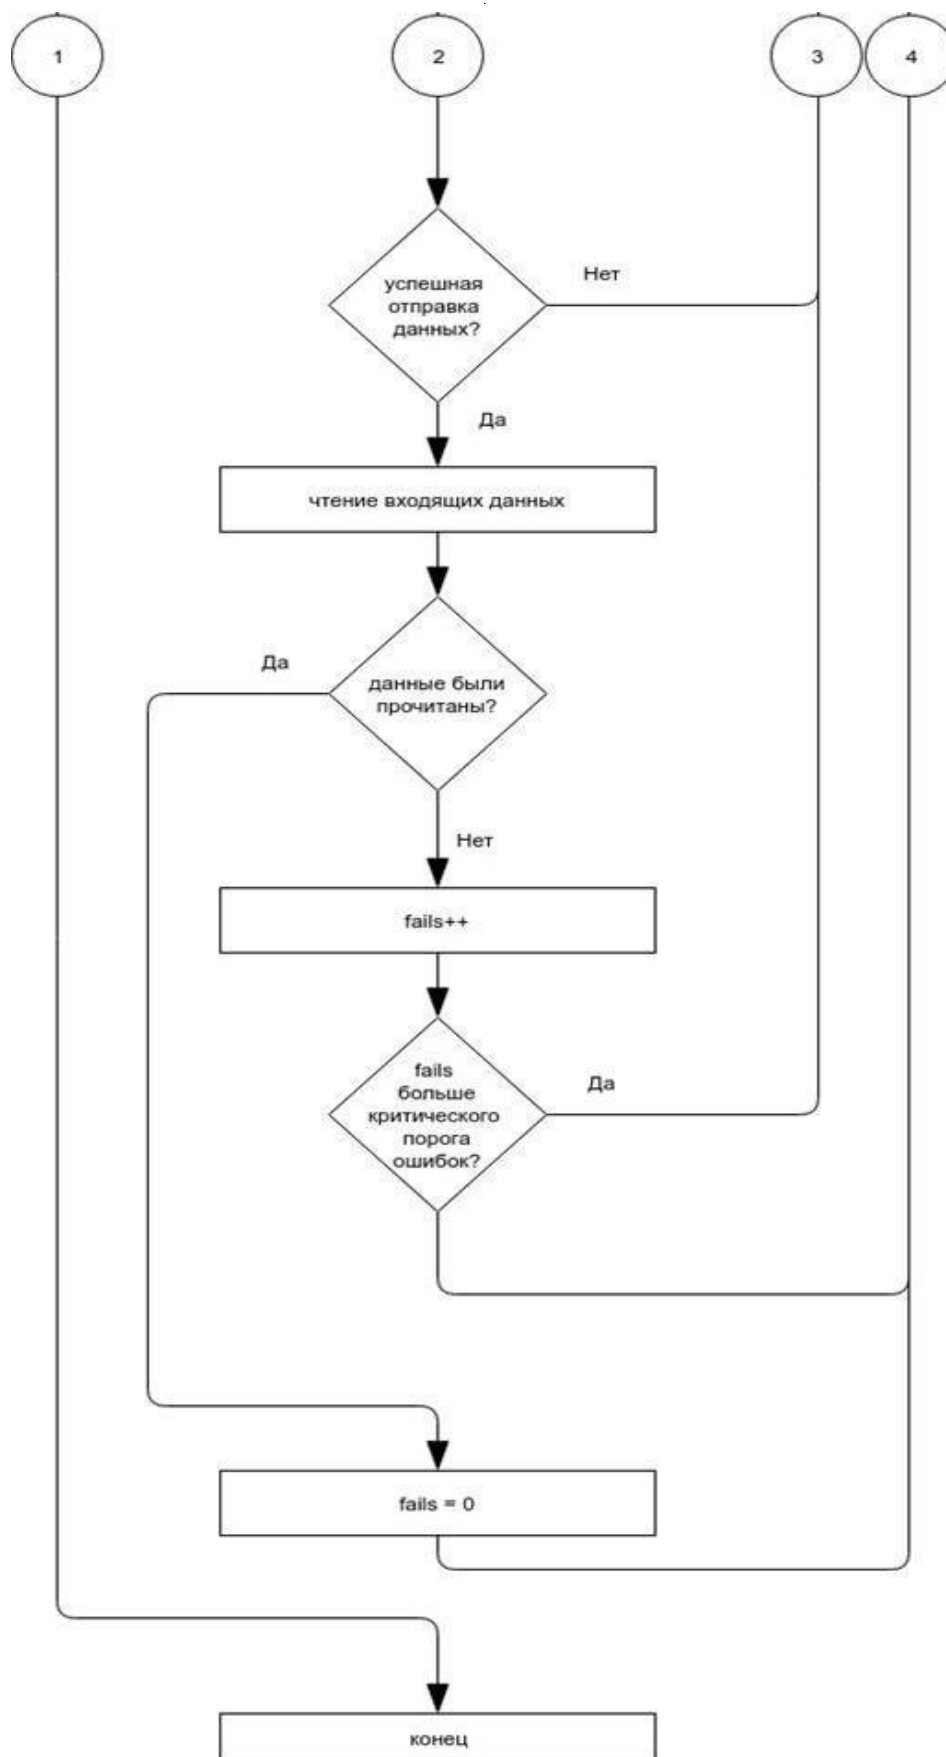 1
2
3
4
успешная
отправка
данных?
Нет
Да
чтение входящих данных
Да
данные были
прочитаны?
Нет
fails++
fails
больше
критического
порога
ошибок?
Да
fails = 0
конец